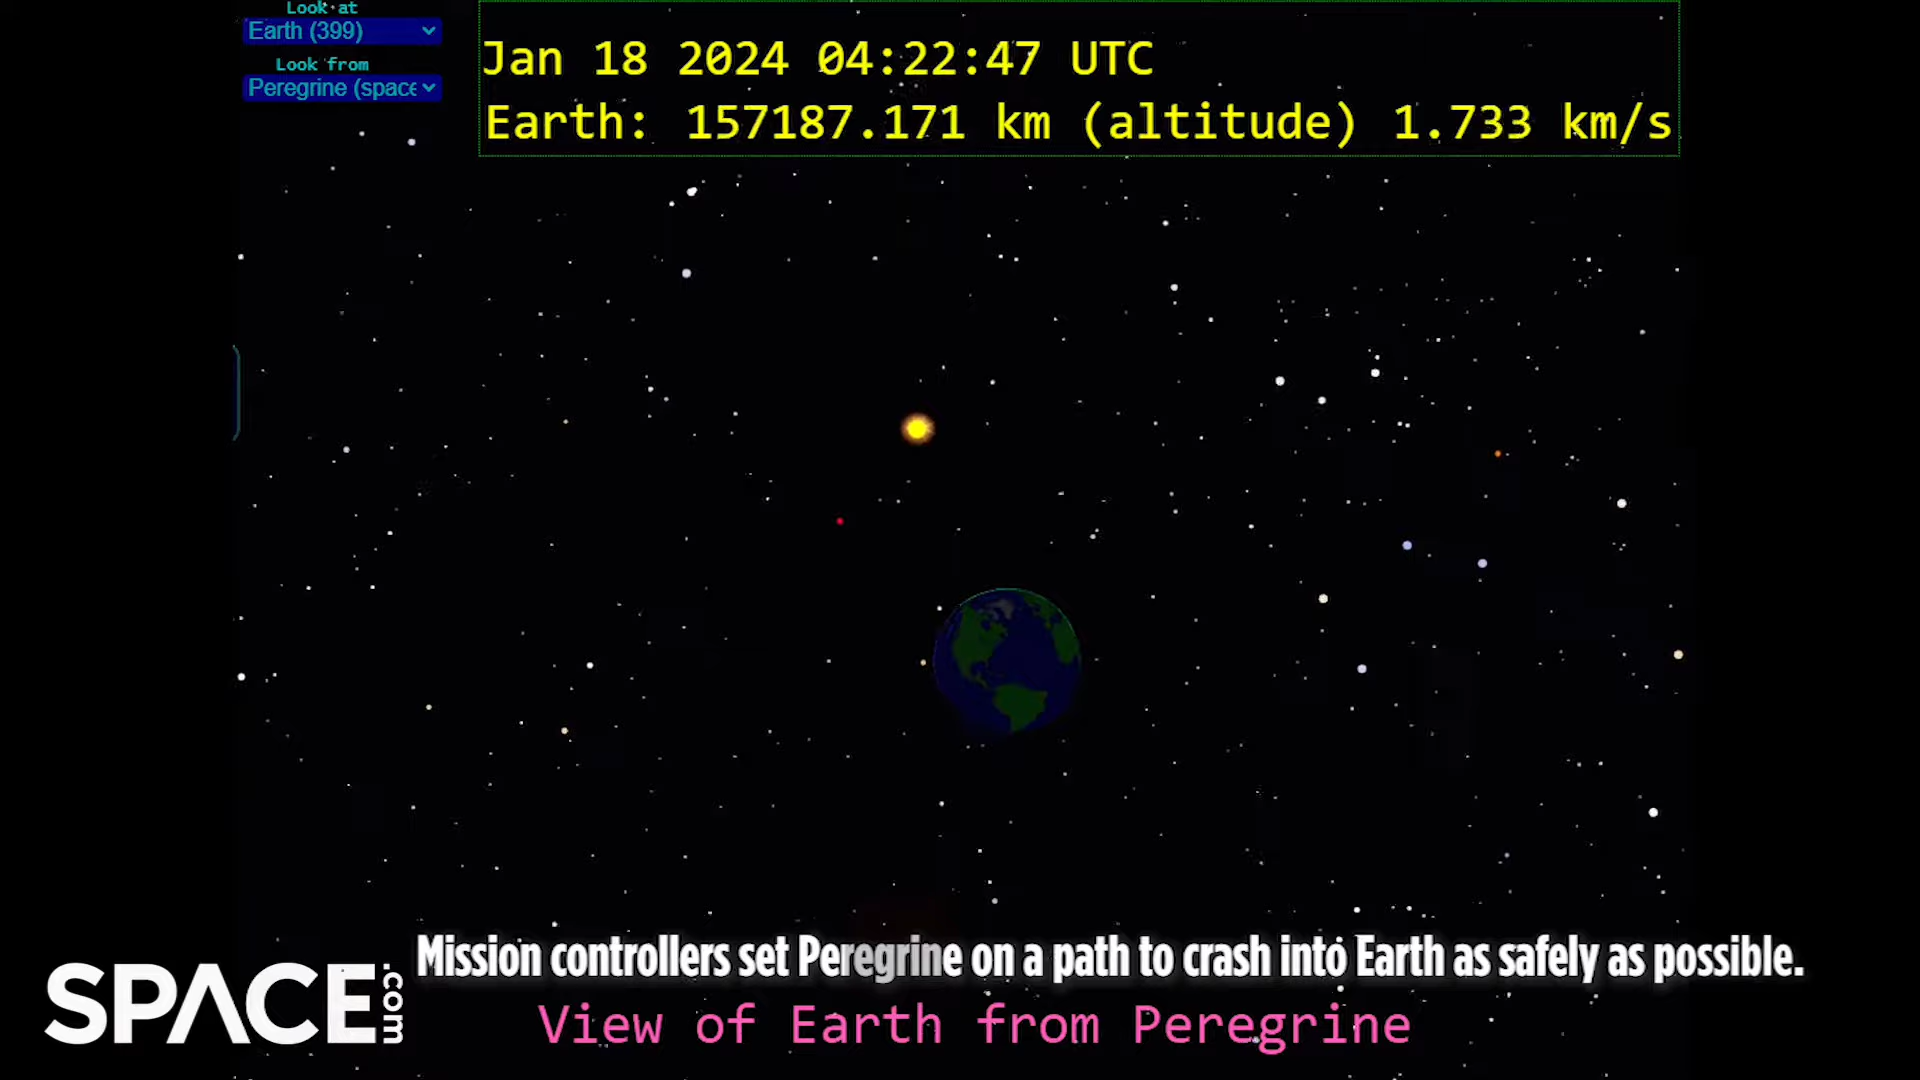 Look at
Earth (399)
Look from
Peregrine (space
Jan 18 2024 04:22:47 UTC
Earth: 157187.171 km (altitude) 1.733 km/s
Mission controllers set Peregrine on a path to crash into Earth as safely as possible.
SPACE.com
View of Earth from Peregrine